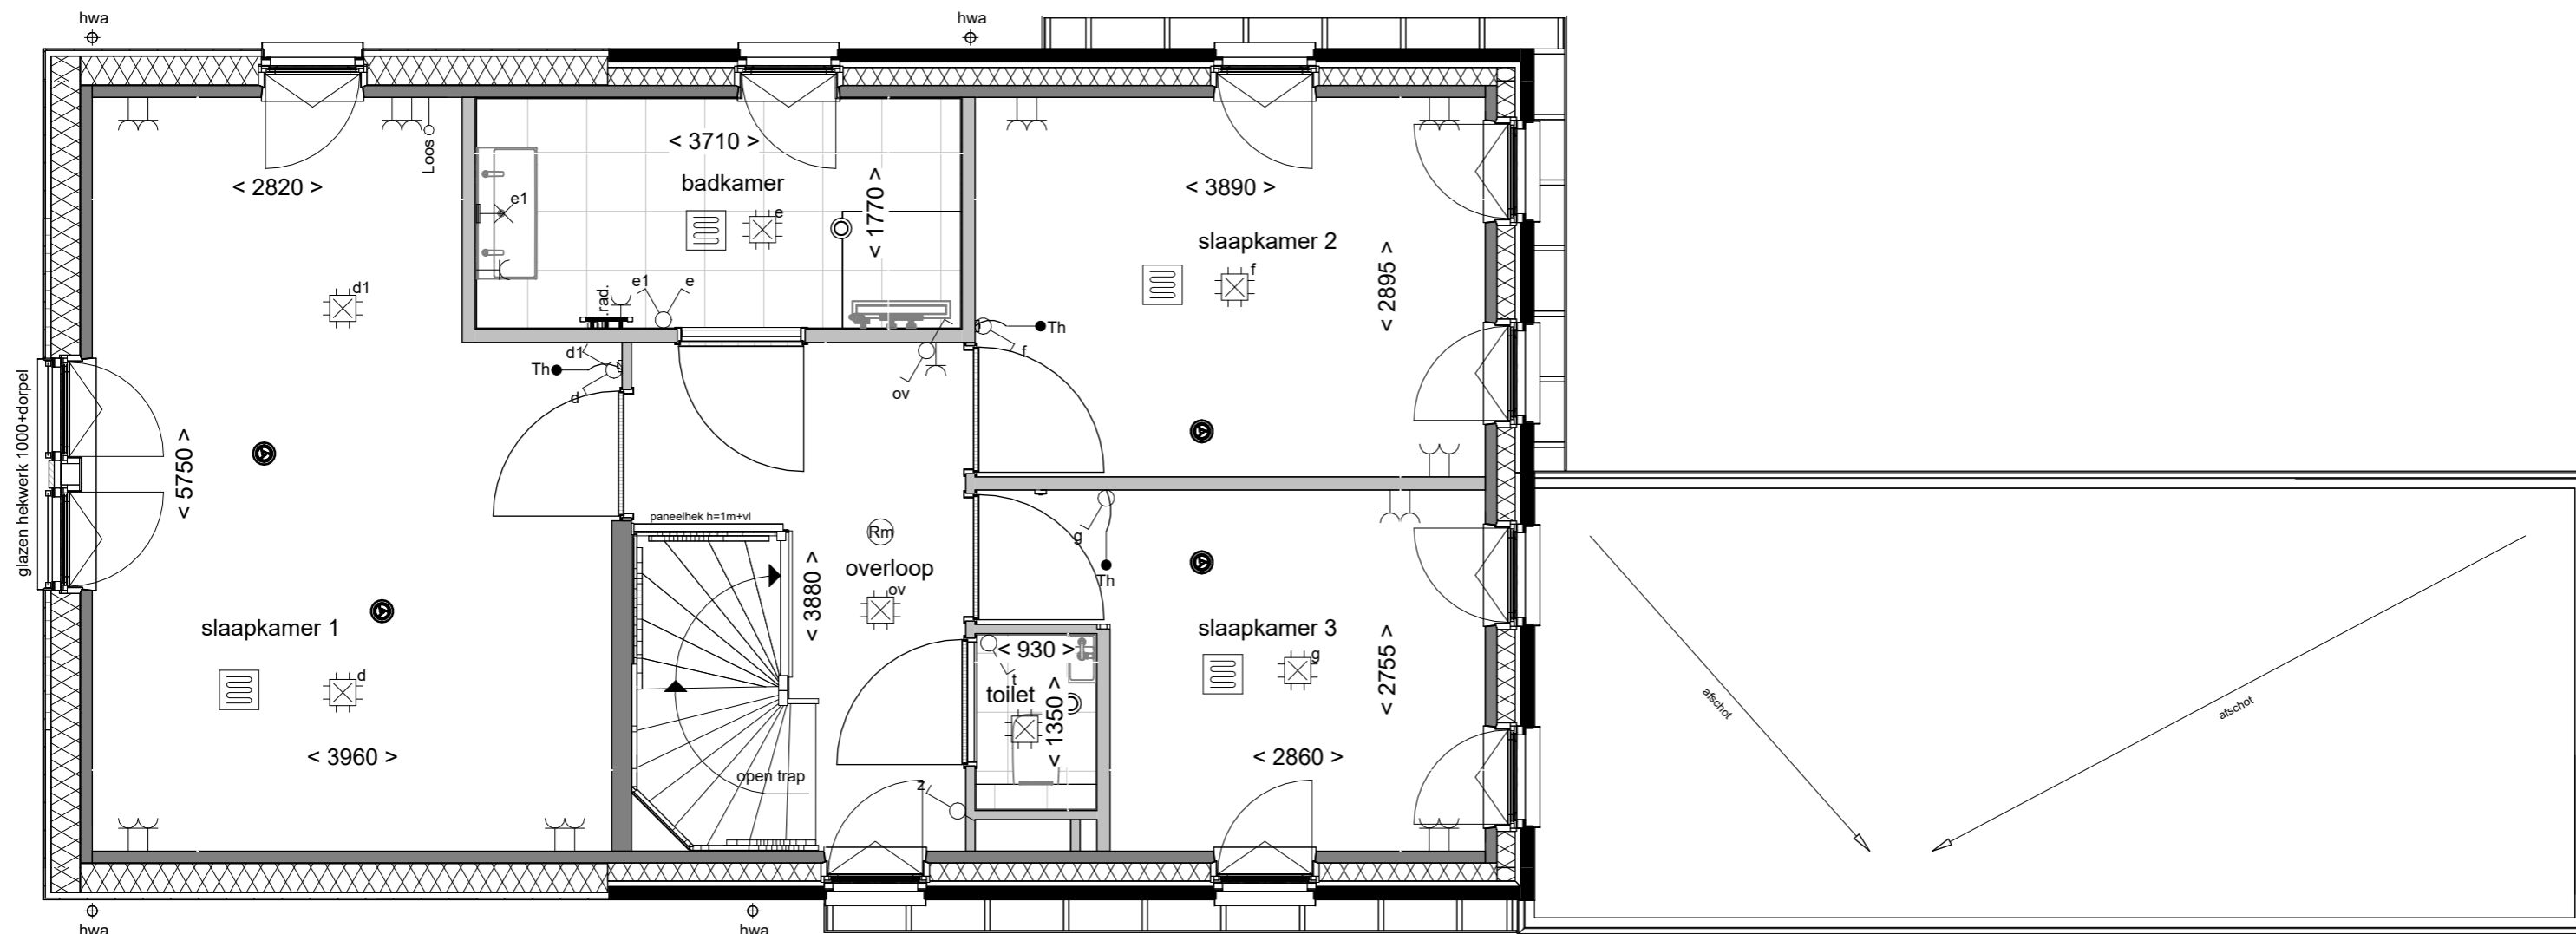 hwa
hwa
Loos
< 2820 >
< 3710 >
badkamer
< 1770 >
e1
e
.rad.
e1
e
< 3890 >
slaapkamer 2
f
< 2895 >
d1
Th
d1
d
ov
Th
f
glazen hekwerk 1000+dorpel
< 5750 >
paneelhek h=1m+vl
Rm
overloop
ov
< 3880 >
g
Th
slaapkamer 1
d
< 3960 >
open trap
z
< 930 >
t
toilet
< 1350 >
slaapkamer 3
g
< 2755 >
< 2860 >
afschot
afschot
hwa
hwa